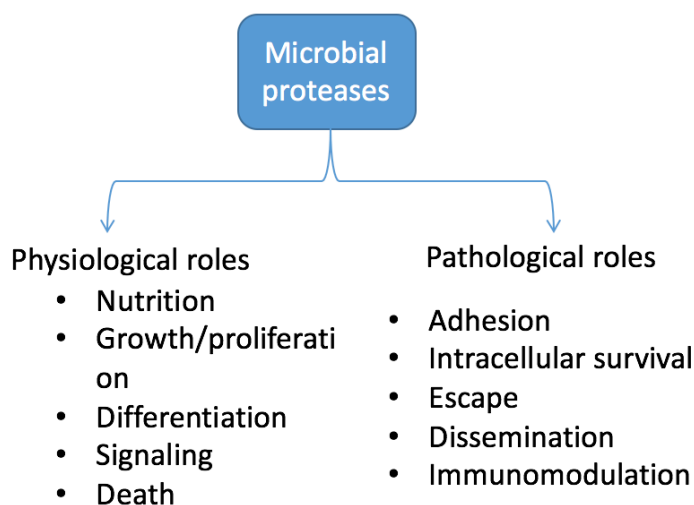 Microbial
proteases
Physiological roles
• Nutrition
• Growth/proliferati
on
• Differentiation
• Signaling
• Death
Pathological roles
• Adhesion
• Intracellular survival
• Escape
• Dissemination
• Immunomodulation